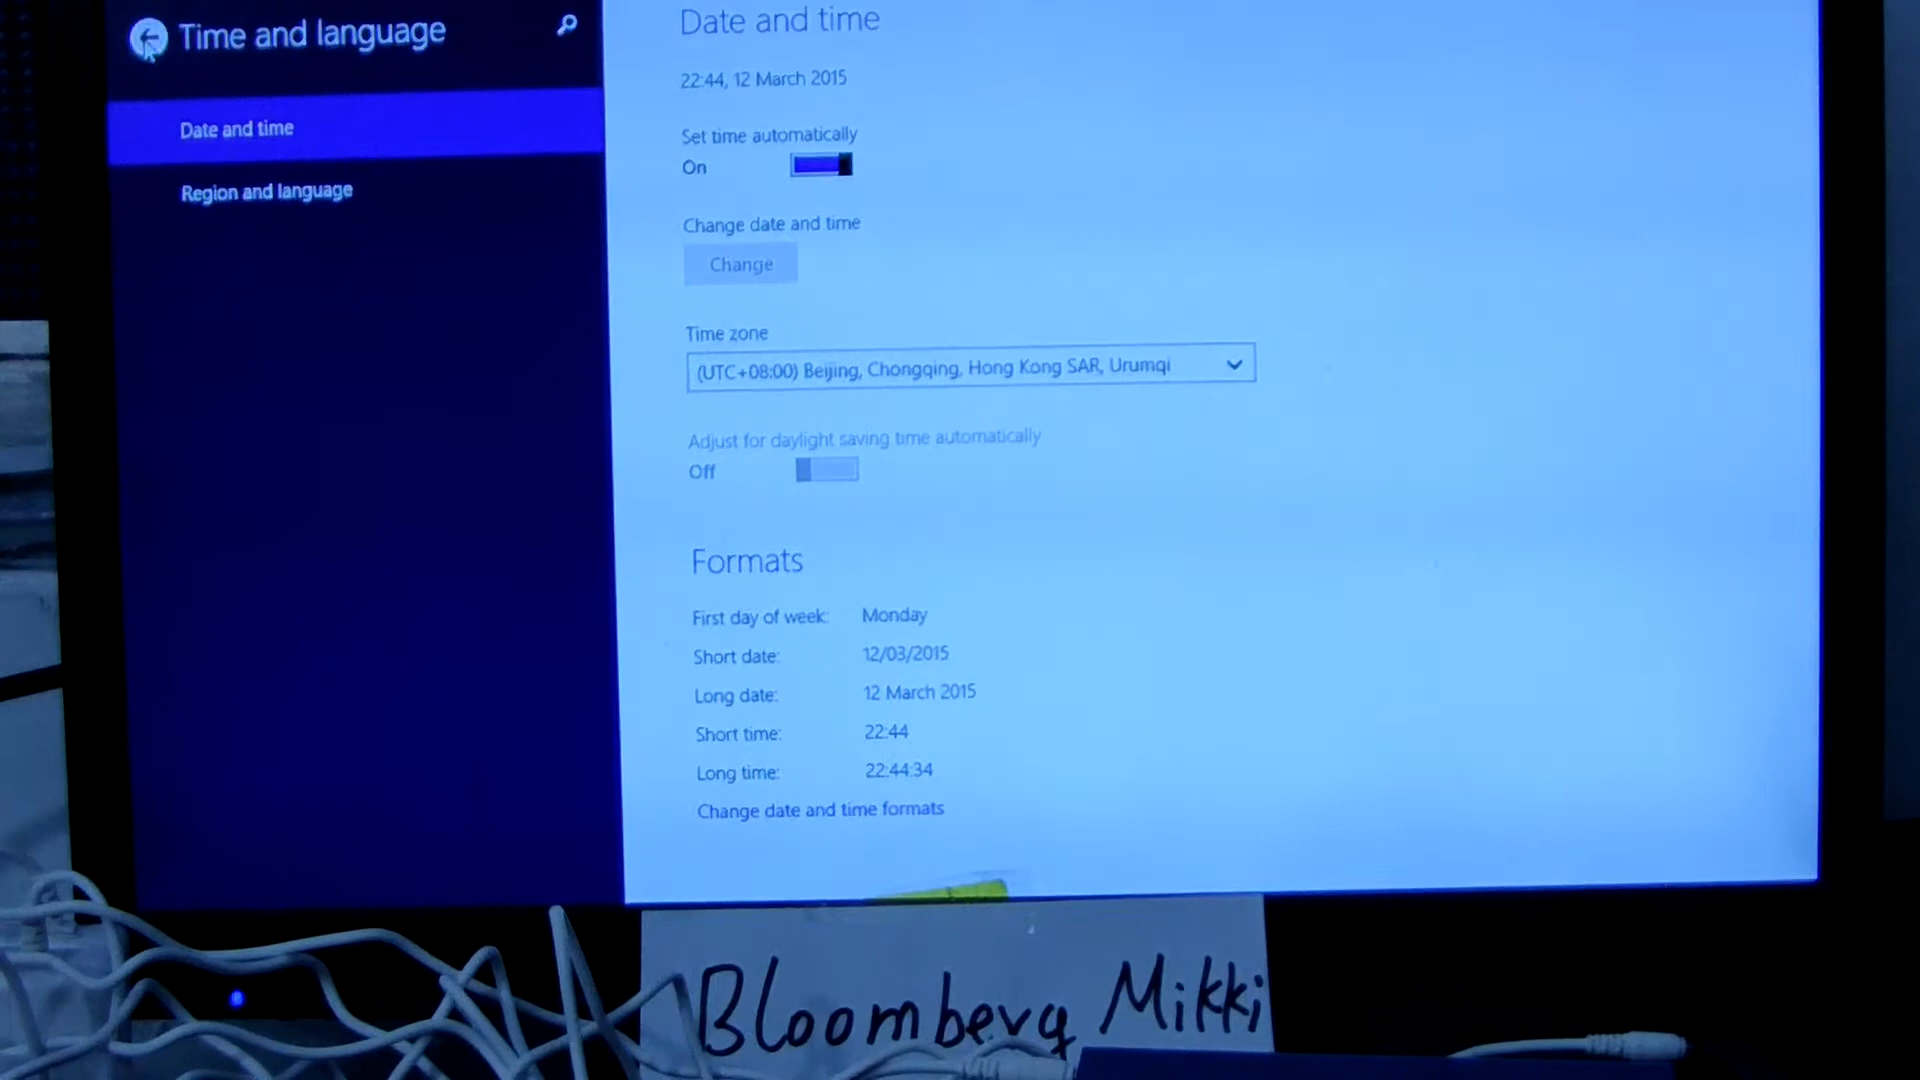 Time and language
Date and time
Region and language
Date and time
22:44, 12 March 2015
Set time automatically
On
Change date and time
Change
Time zone
(UTC+08:00) Beijing, Chongqing, Hong Kong SAR, Urumqi
Adjust for daylight saving time automatically
Off
Formats
First day of week: Monday
Short date: 12/03/2015
Long date: 12 March 2015
Short time: 22:44
Long time: 22:44:34
Change date and time formats
Bloomberg Mikki